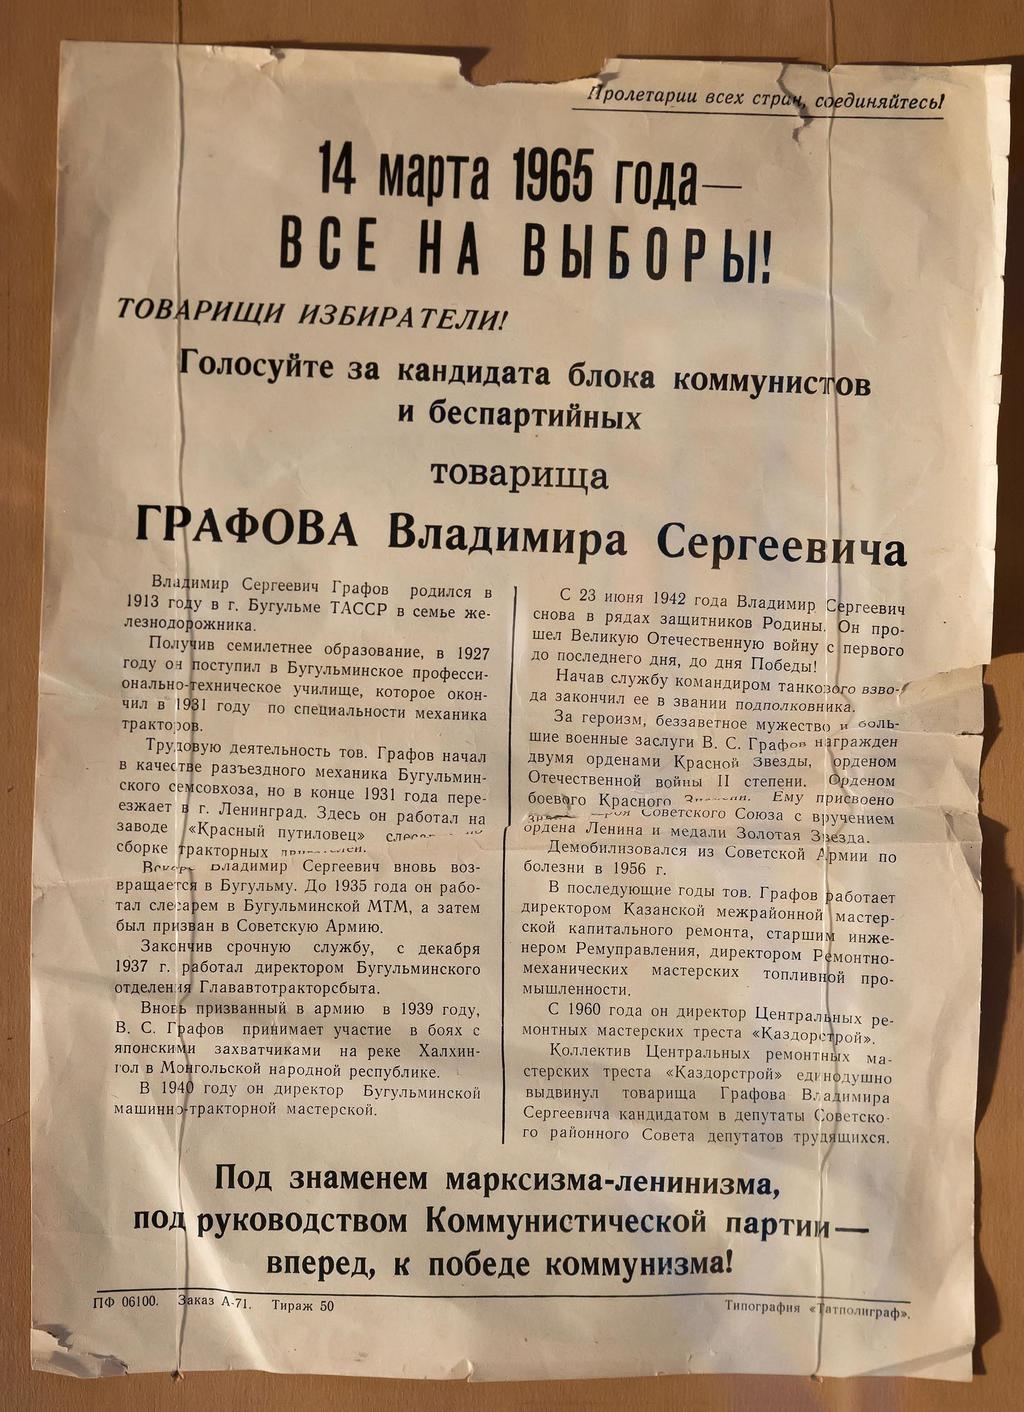 Пролетарии всех стран, соединяйтесь!
14 марта 1965 года—
ВСЕ НА ВЫБОРЫ!
ТОВАРИЩИ ИЗБИРАТЕЛИ!
Голосуйте за кандидата блока коммунистов
и беспартийных
товарища
ГРАФОВА Владимира Сергеевича
Владимир Сергеевич Графов родился в
1913 году в г. Бугульме ТАССР в семье же-
лезнодорожника.
Получив семилетнее образование, в 1927
году он поступил в Бугульминское професси-
онально-техническое училище, которое окон-
чил в 1931 году по специальности механика
тракторов.
Трудовую деятельность тов. Графов начал
в качестве разъездного механика Бугульмин-
ского семсовхоза, но в конце 1931 года пере-
езжает в г. Ленинград. Здесь он работал на
заводе «Красный путиловец»
сборке тракторных
Владимир Сергеевич вновь воз-
вращается в Бугульму. До 1935 года он рабо-
тал слесарем в Бугульминской МТМ, а затем
был призван в Советскую Армию.
Закончив срочную службу, с декабря
1937 г. работал директором Бугульминского
отделения Глававтотракторсбыта.
Вновь призванный в армию в 1939 году,
В. С. Графов принимает участие в боях с
японскими захватчиками на реке Халхин-
гол в Монгольской народной республике.
В 1940 году он директор Бугульминской
машинно-тракторной мастерской.
С 23 июня 1942 года Владимир Сергеевич
снова в рядах защитников Родины. Он про-
шел Великую Отечественную войну с первого
до последнего дня, до дня Победы!
Начав службу командиром танкового взво-
да закончил ее в звании подполковника.
За героизм, беззаветное мужество и боль-
шие военные заслуги В. С. Графов награжден
двумя орденами Красной Звезды, орденом
Отечественной войны II степени. Орденом
боевого Красного Ему присвоено
Советского Союза с вручением
ордена Ленина и медали Золотая Звезда.
Демобилизовался из Советской Армии по
болезни в 1956 г.
В последующие годы тов. Графов работает
директором Казанской межрайонной мастер-
ской капитального ремонта, старшим инже-
нером Ремуправления, директором Ремонтно-
механических мастерских топливной про-
мышленности.
С 1960 года он директор Центральных ре-
монтных мастерских треста «Каздорстрой».
Коллектив Центральных ремонтных ма-
стерских треста «Каздорстрой» единодушно
выдвинул товарища Графова Владимира
Сергеевича кандидатом в депутаты Советско-
го районного Совета депутатов трудящихся.
Под знаменем марксизма-ленинизма,
под руководством Коммунистической партии—
вперед, к победе коммунизма!
ПФ 06100. Заказ А-71. Тираж 50
Типография «Татполиграф».